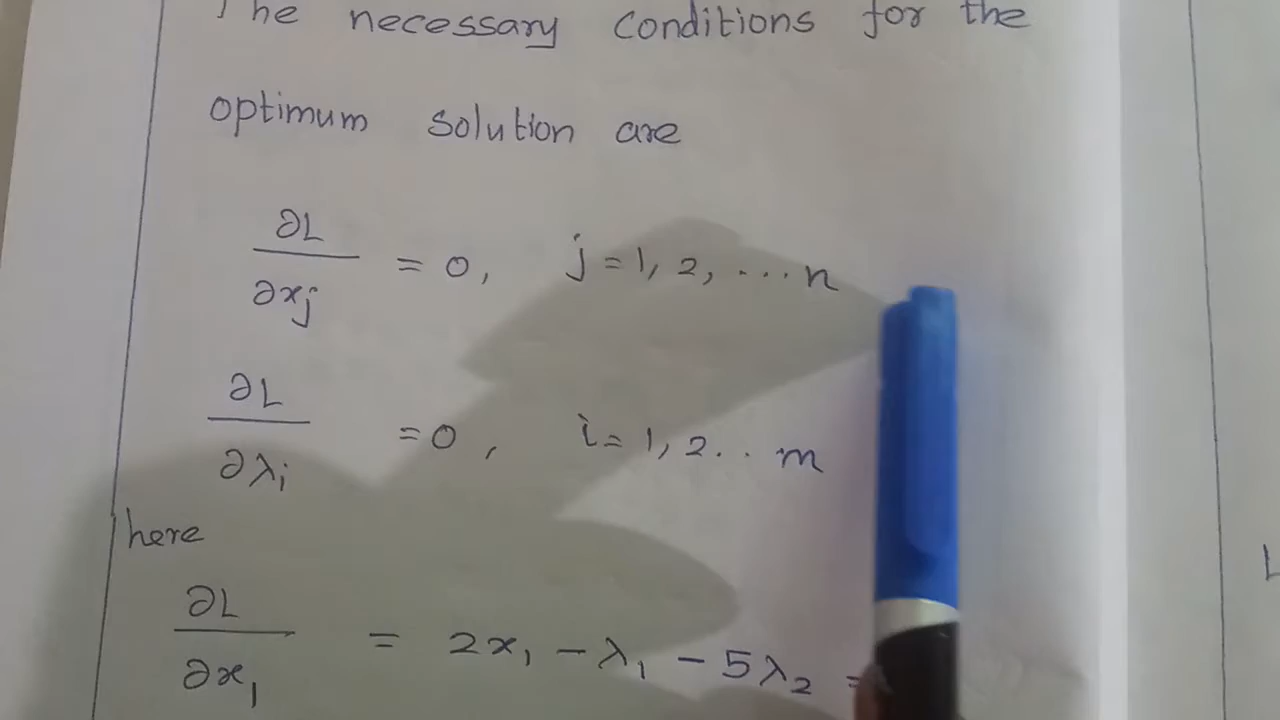 The necessary conditions for the
optimum solution are
∂L/∂xj = 0, j = 1, 2, ... n
∂L/∂λi = 0, i = 1, 2.. m
here
∂L/∂x1 = 2x1 - λ1 - 5λ2 =
L